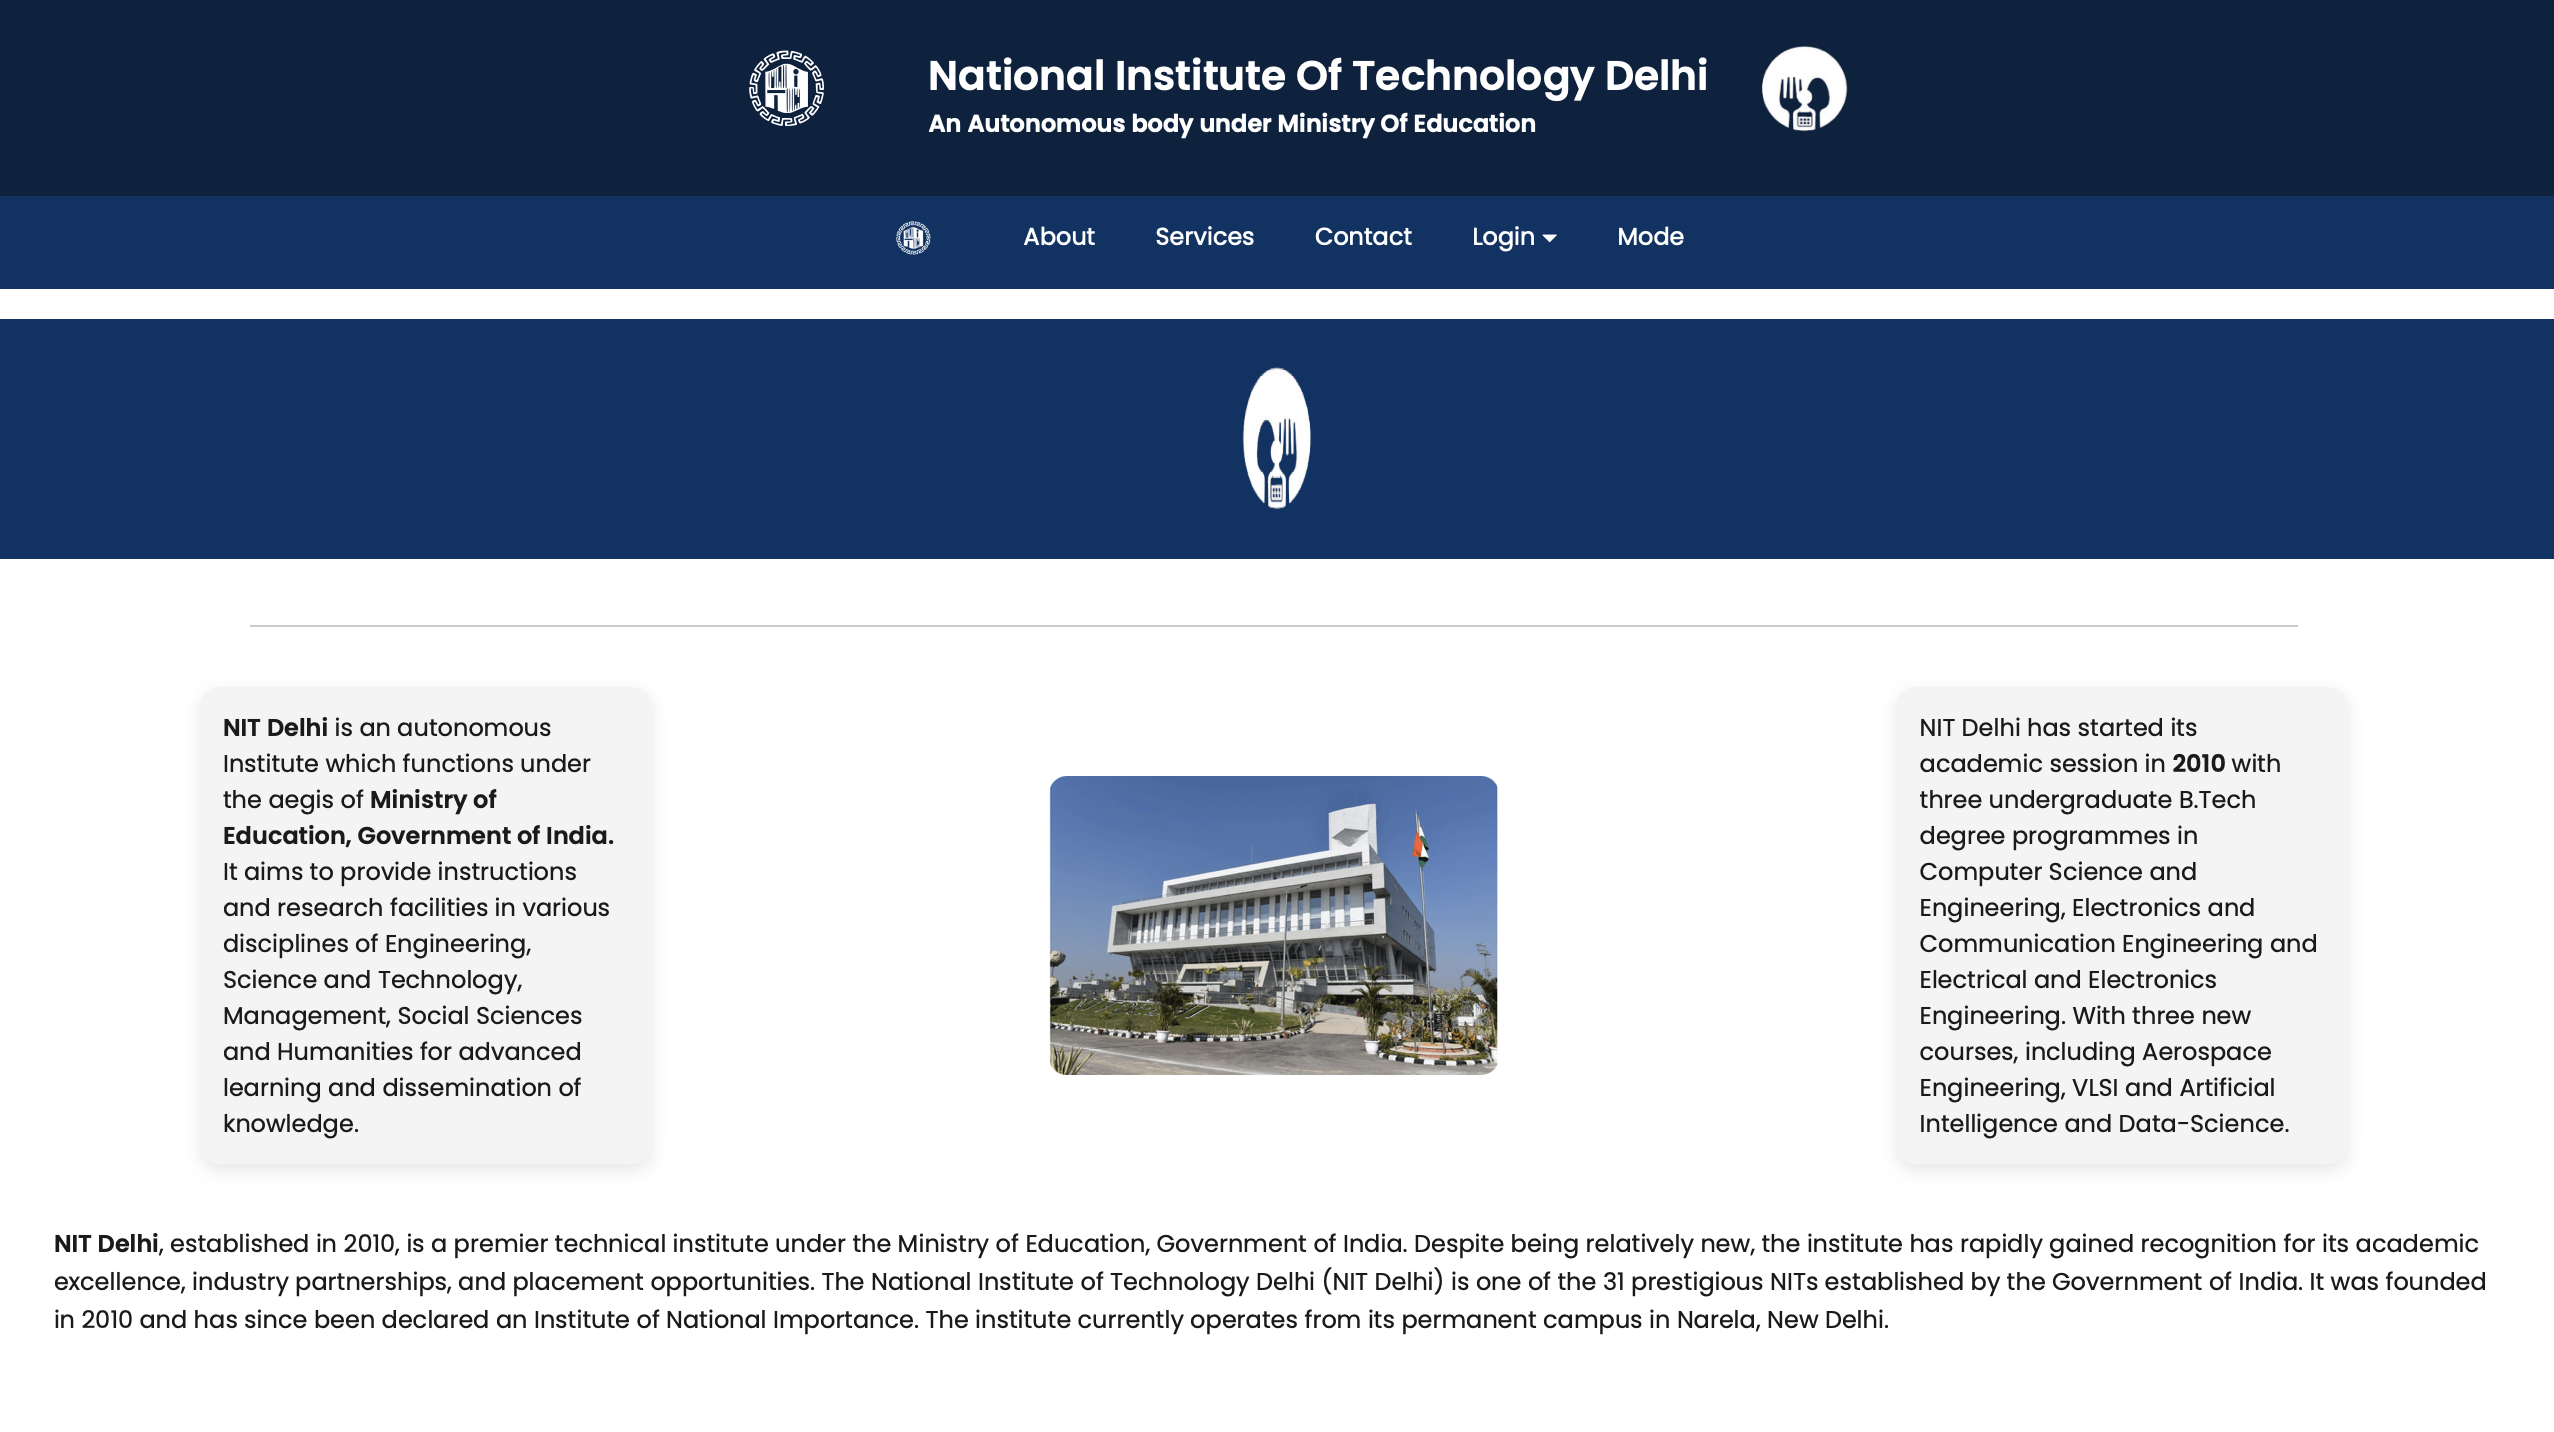 National Institute Of Technology Delhi
An Autonomous body under Ministry Of Education
About Services Contact Login Mode
NIT Delhi is an autonomous
Institute which functions under
the aegis of Ministry of
Education, Government of India.
It aims to provide instructions
and research facilities in various
disciplines of Engineering,
Science and Technology,
Management, Social Sciences
and Humanities for advanced
learning and dissemination of
knowledge.
NIT Delhi has started its
academic session in 2010 with
three undergraduate B.Tech
degree programmes in
Computer Science and
Engineering, Electronics and
Communication Engineering and
Electrical and Electronics
Engineering. With three new
courses, including Aerospace
Engineering, VLSI and Artificial
Intelligence and Data-Science.
NIT Delhi, established in 2010, is a premier technical institute under the Ministry of Education, Government of India. Despite being relatively new, the institute has rapidly gained recognition for its academic
excellence, industry partnerships, and placement opportunities. The National Institute of Technology Delhi (NIT Delhi) is one of the 31 prestigious NITs established by the Government of India. It was founded
in 2010 and has since been declared an Institute of National Importance. The institute currently operates from its permanent campus in Narela, New Delhi.